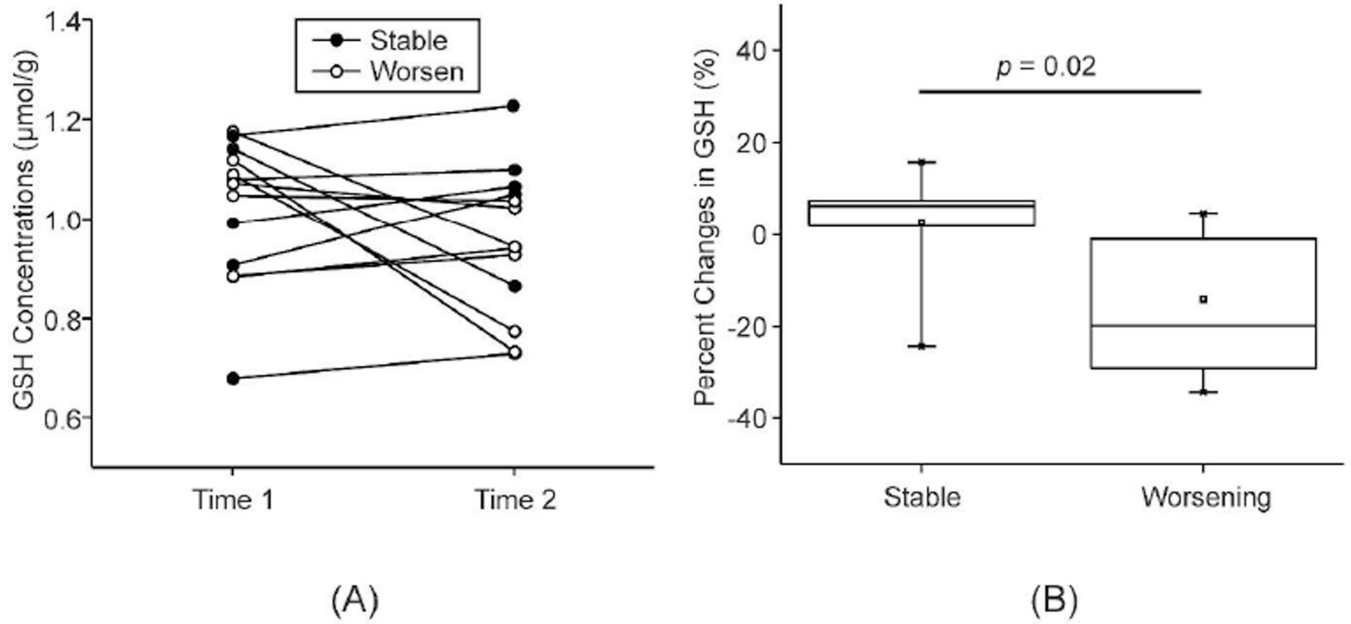 GSH Concentrations (μmol/g)
1.4
1.2
1.0
0.8
0.6
Stable
Worsen
Time 1
Time 2
(A)
Percent Changes in GSH (%)
40
20
0
-20
-40
p = 0.02
Stable
Worsening
(B)